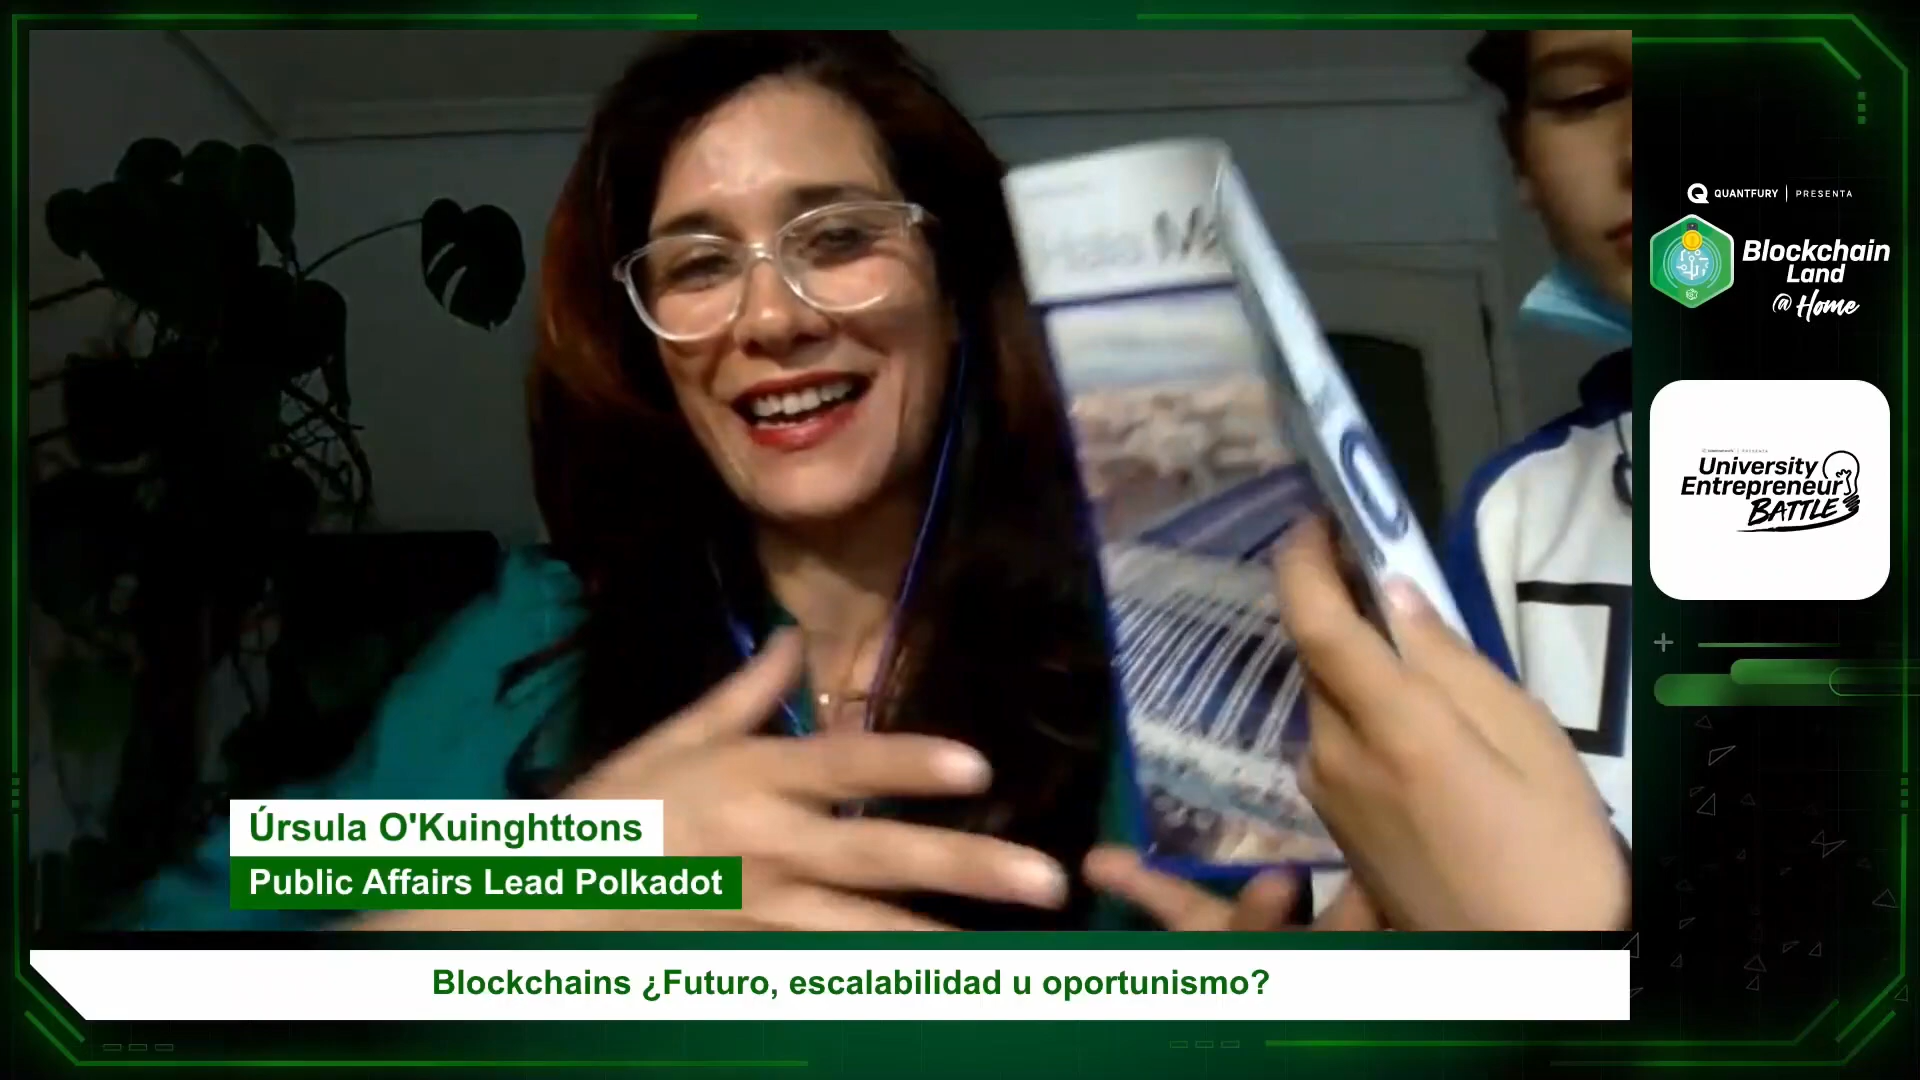 QUANTFURY | PRESENTA
Blockchain
Land
@ Home
University
Entrepreneur
BATTLE
Úrsula O'Kuinghttons
Public Affairs Lead Polkadot
Blockchains ¿Futuro, escalabilidad u oportunismo?